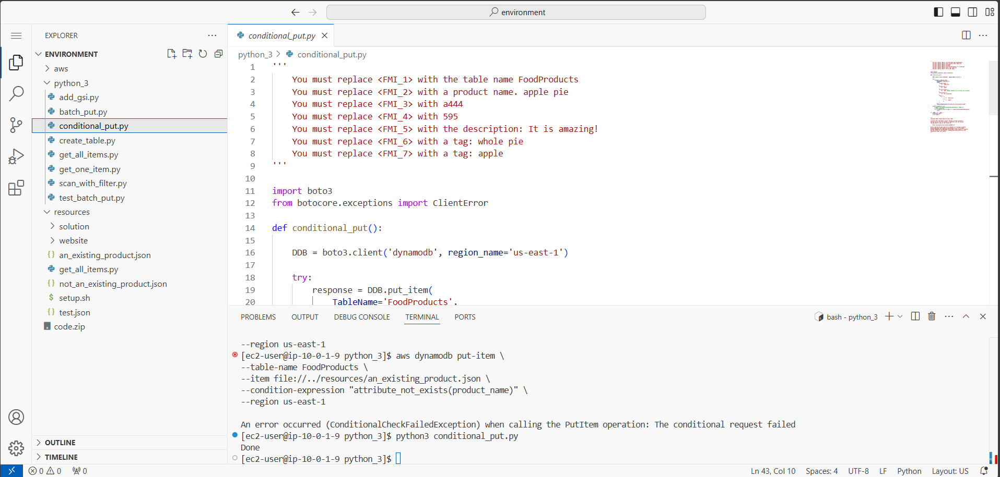 environment
EXPLORER
ENVIRONMENT
aws
python_3
add_gsi.py
batch_put.py
conditional_put.py
create_table.py
get_all_items.py
get_one_item.py
scan_with_filter.py
test_batch_put.py
resources
solution
website
an_existing_product.json
get_all_items.py
not_an_existing_product.json
setup.sh
test.json
code.zip
OUTLINE
TIMELINE
conditional_put.py
python_3 > conditional_put.py
1 '''
2 You must replace <FMI_1> with the table name FoodProducts
3 You must replace <FMI_2> with a product name. apple pie
4 You must replace <FMI_3> with a444
5 You must replace <FMI_4> with 595
6 You must replace <FMI_5> with the description: It is amazing!
7 You must replace <FMI_6> with a tag: whole pie
8 You must replace <FMI_7> with a tag: apple
9 '''
10
11 import boto3
12 from botocore.exceptions import ClientError
13
14 def conditional_put():
15
16 DDB = boto3.client('dynamodb', region_name='us-east-1')
17
18 try:
19 response = DDB.put_item(
20 TableName='FoodProducts',
PROBLEMS OUTPUT DEBUG CONSOLE TERMINAL PORTS
bash - python_3
--region us-east-1
[ec2-user@ip-10-0-1-9 python_3]$ aws dynamodb put-item \
--table-name FoodProducts \
--item file://../resources/an_existing_product.json \
--condition-expression "attribute_not_exists(product_name)" \
--region us-east-1
An error occurred (ConditionalCheckFailedException) when calling the PutItem operation: The conditional request failed
[ec2-user@ip-10-0-1-9 python_3]$ python3 conditional_put.py
Done
[ec2-user@ip-10-0-1-9 python_3]$
0 0 0
Ln 43, Col 10 Spaces: 4 UTF-8 LF Python Layout: US